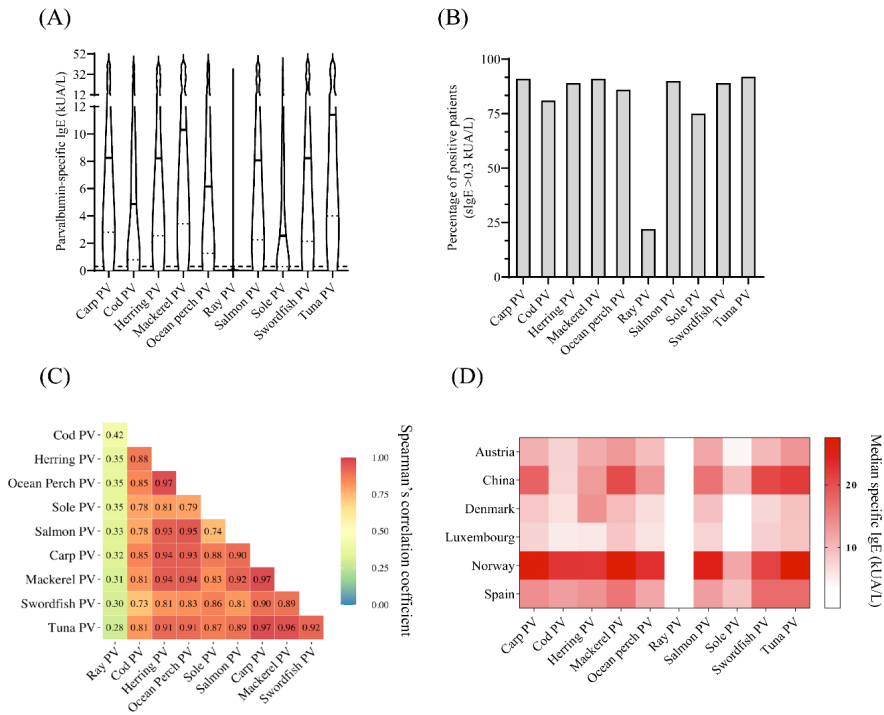 (A)
Parvalbumin-specific IgE (kUA/L)
52
32
12
12
10
8
6
4
2
0
Carp PV
Cod PV
Herring PV
Mackerel PV
Ocean perch PV
Ray PV
Salmon PV
Sole PV
Swordfish PV
Tuna PV
(B)
Percentage of positive patients
(sIgE >0.3 kUA/L)
100
75
50
25
0
Carp PV
Cod PV
Herring PV
Mackerel PV
Ocean perch PV
Ray PV
Salmon PV
Sole PV
Swordfish PV
Tuna PV
(C)
Cod PV 0.42
Herring PV 0.35 0.88
Ocean Perch PV 0.35 0.85 0.97
Sole PV 0.35 0.78 0.81 0.79
Salmon PV 0.33 0.78 0.93 0.95 0.74
Carp PV 0.32 0.85 0.94 0.93 0.88 0.90
Mackerel PV 0.31 0.81 0.94 0.94 0.83 0.92 0.97
Swordfish PV 0.30 0.73 0.81 0.83 0.86 0.81 0.90 0.89
Tuna PV 0.28 0.81 0.91 0.91 0.87 0.89 0.97 0.96 0.92
Ray PV
Cod PV
Herring PV
Ocean Perch PV
Sole PV
Salmon PV
Carp PV
Mackerel PV
Swordfish PV
1.00
0.75
0.50
0.25
0.00
Spearman's correlation coefficient
(D)
Austria
China
Denmark
Luxembourg
Norway
Spain
Carp PV
Cod PV
Herring PV
Mackerel PV
Ocean perch PV
Ray PV
Salmon PV
Sole PV
Swordfish PV
Tuna PV
20
10
Median specific IgE (kUA/L)